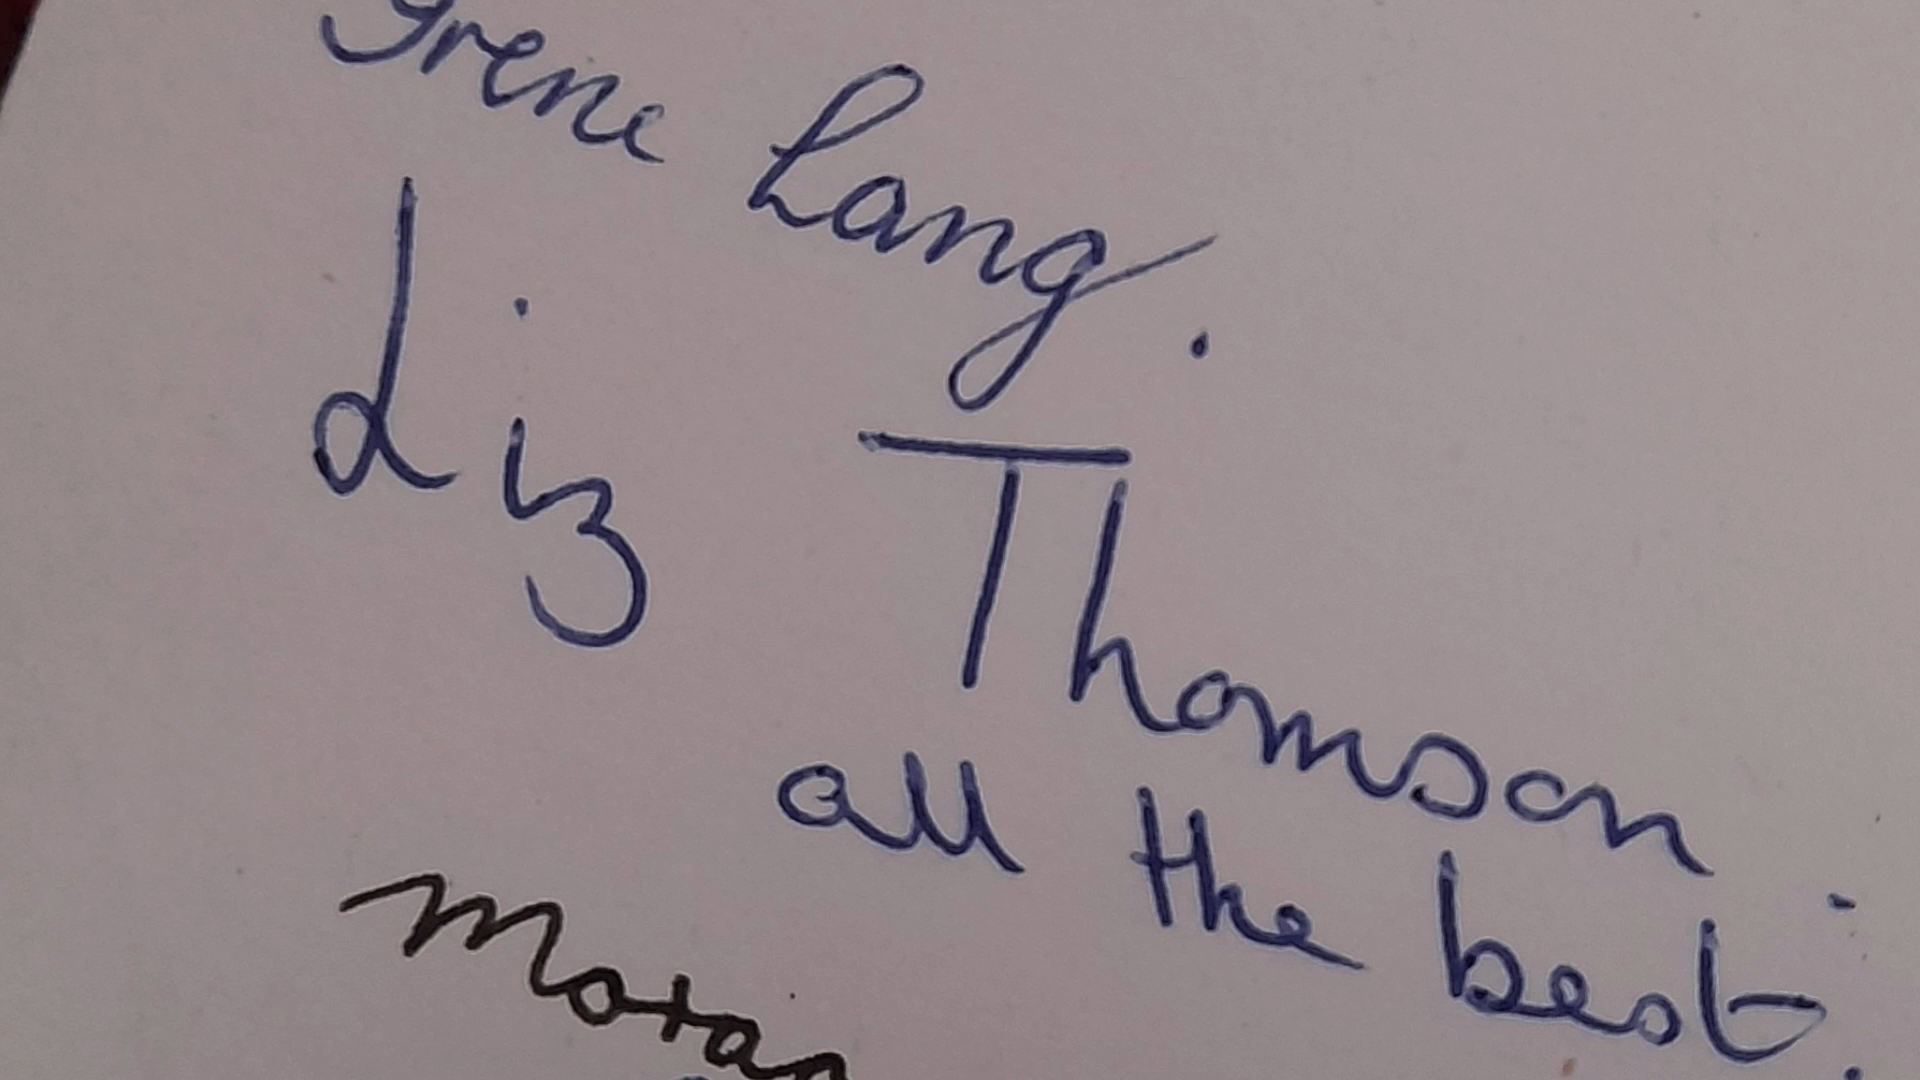 Irene Lang.
Liz Thomson
all the best.